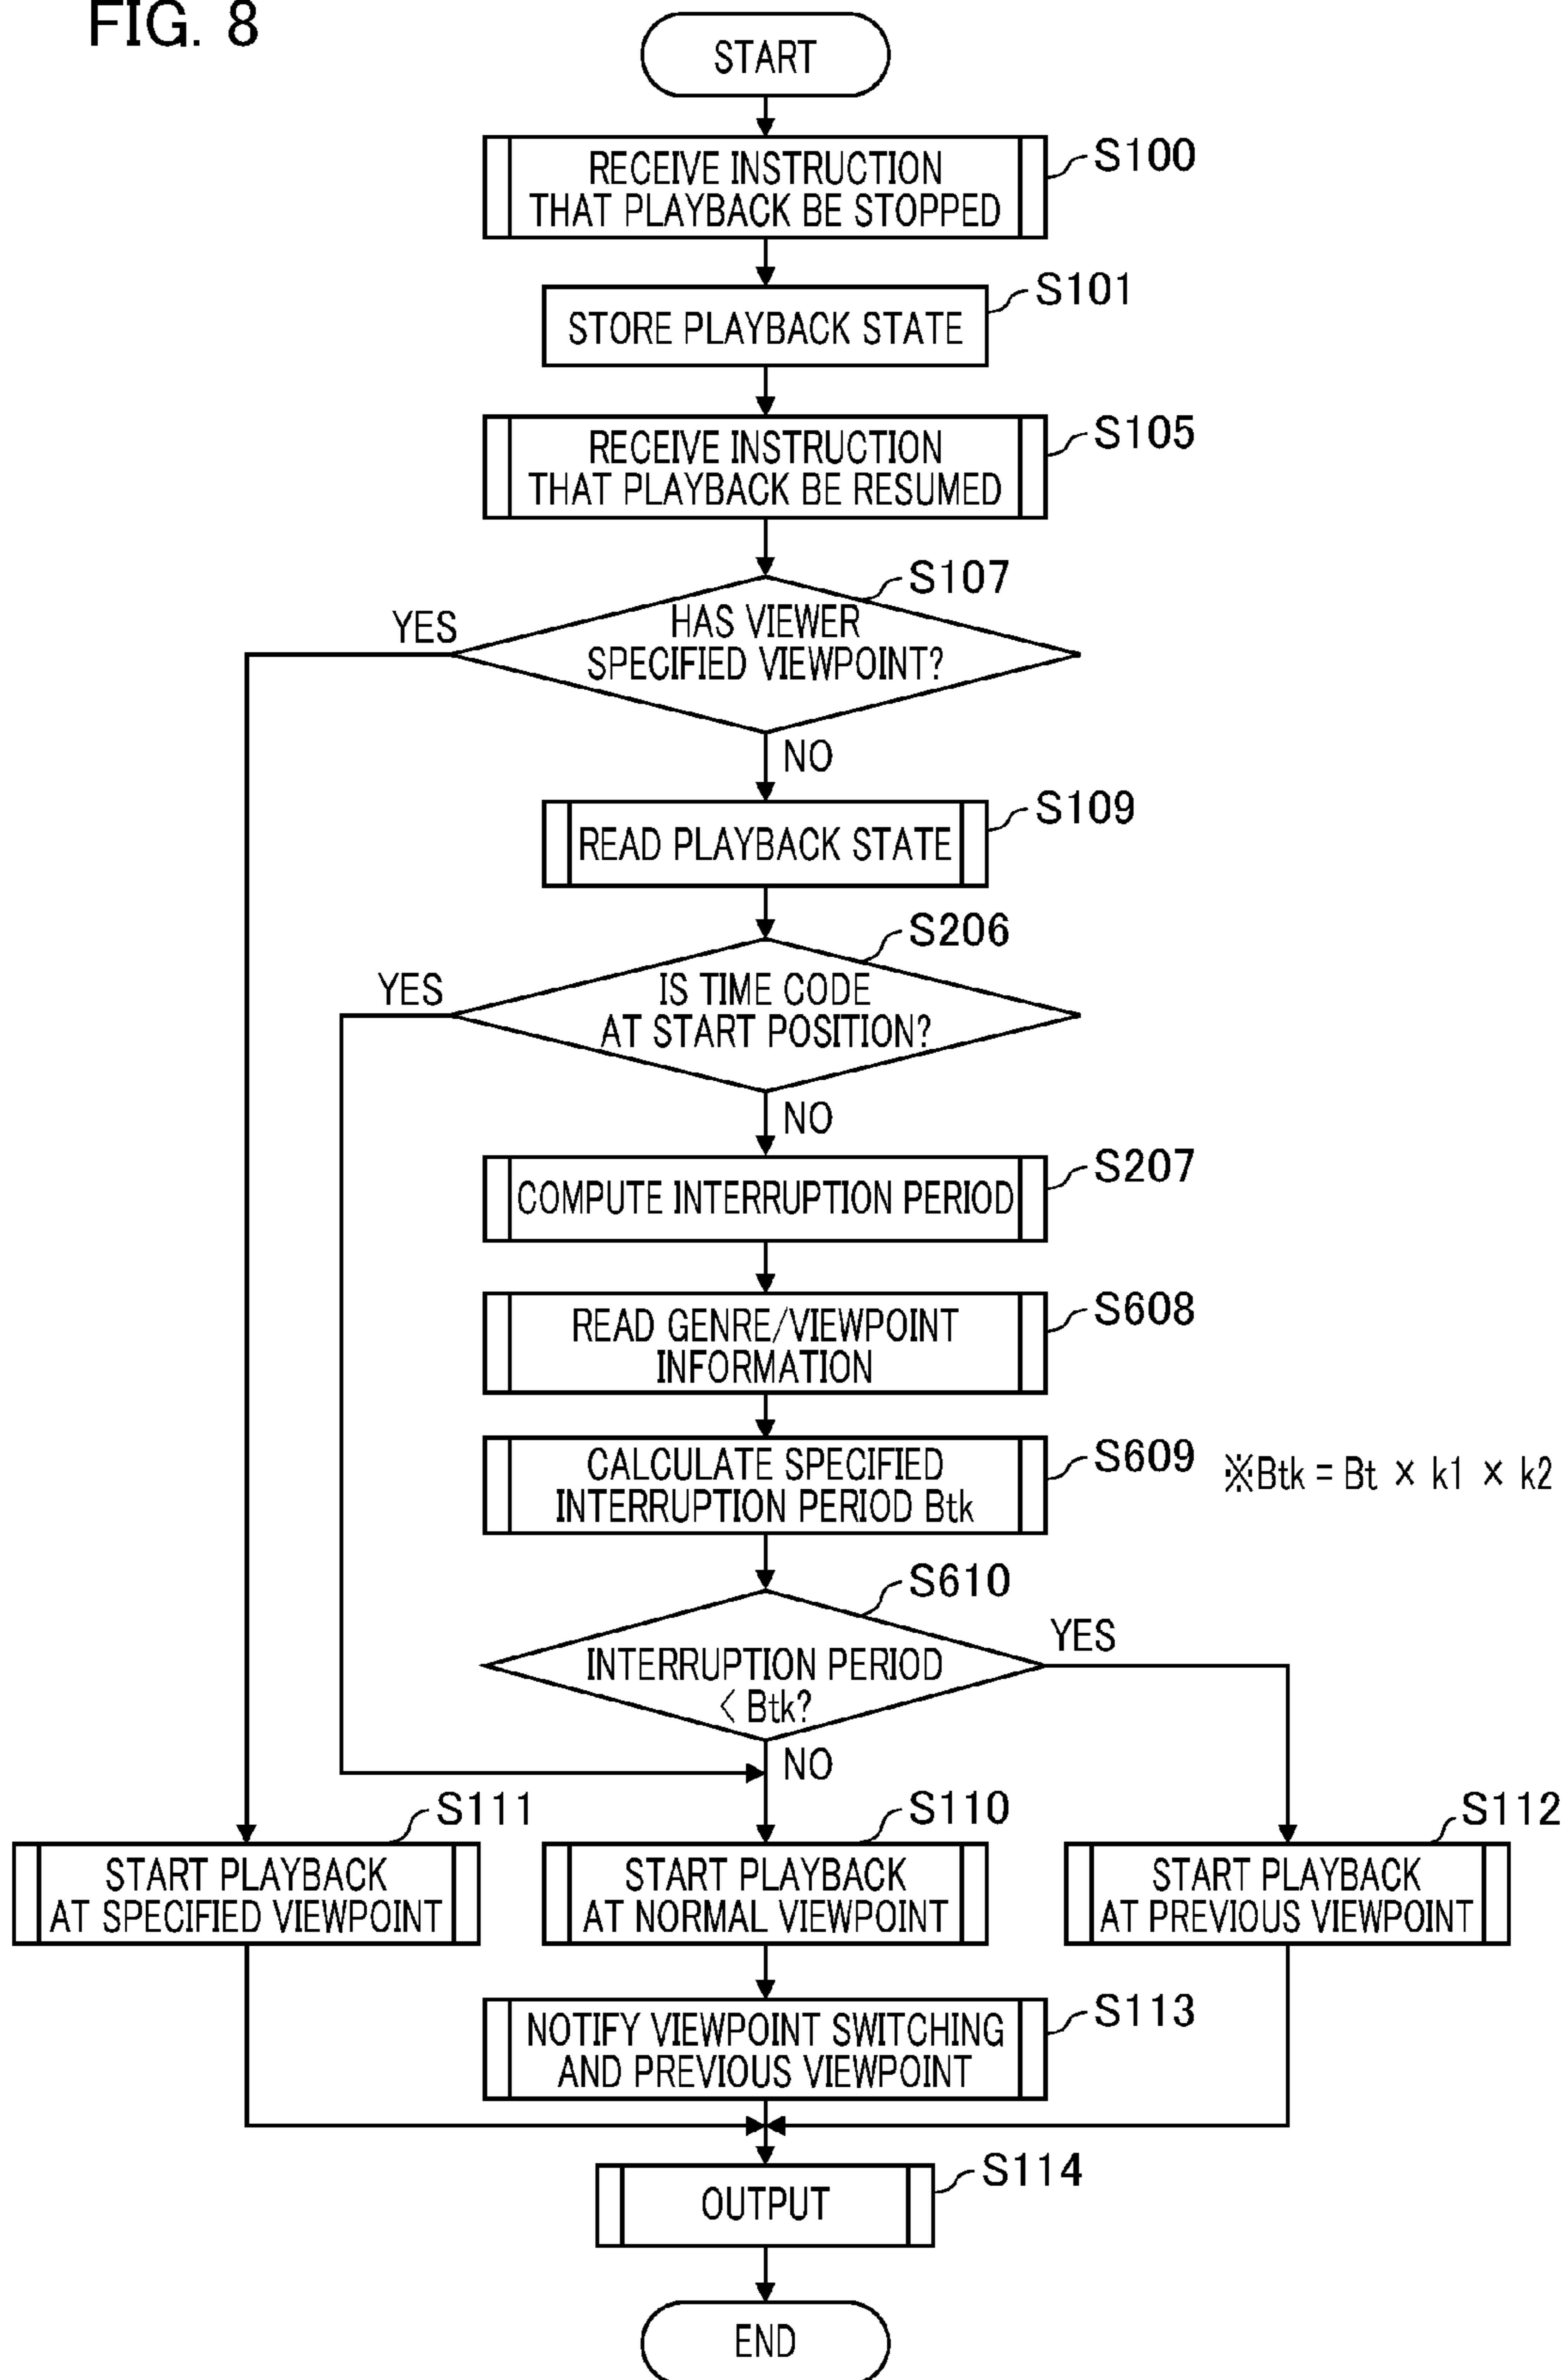 FIG. 8
START
RECEIVE INSTRUCTION
THAT PLAYBACK BE STOPPED
S100
STORE PLAYBACK STATE
S101
RECEIVE INSTRUCTION
THAT PLAYBACK BE RESUMED
S105
HAS VIEWER
SPECIFIED VIEWPOINT?
S107
YES
NO
READ PLAYBACK STATE
S109
IS TIME CODE
AT START POSITION?
S206
YES
NO
COMPUTE INTERRUPTION PERIOD
S207
READ GENRE/VIEWPOINT
INFORMATION
S608
CALCULATE SPECIFIED
INTERRUPTION PERIOD Btk
S609
※Btk = Bt × k1 × k2
INTERRUPTION PERIOD
< Btk?
S610
YES
NO
START PLAYBACK
AT SPECIFIED VIEWPOINT
S111
START PLAYBACK
AT NORMAL VIEWPOINT
S110
START PLAYBACK
AT PREVIOUS VIEWPOINT
S112
NOTIFY VIEWPOINT SWITCHING
AND PREVIOUS VIEWPOINT
S113
OUTPUT
S114
END